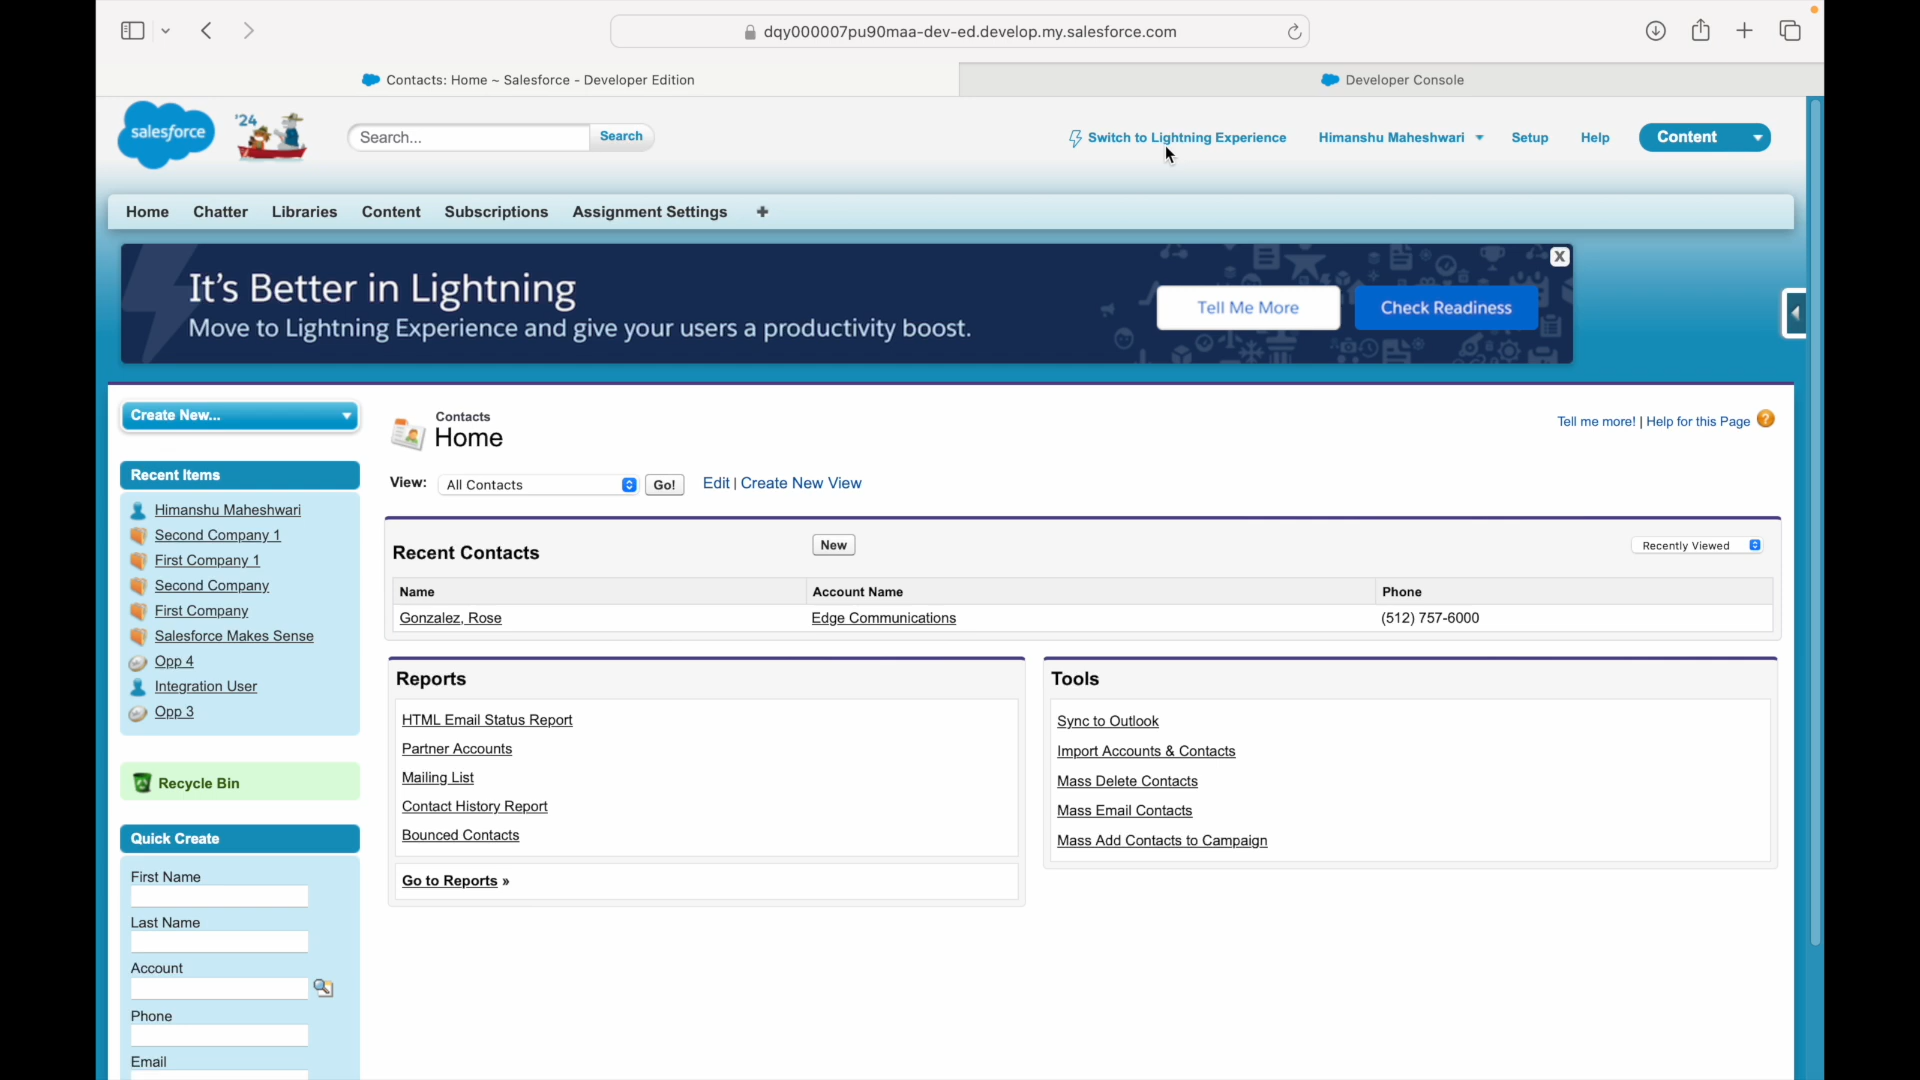 dqy000007pu90maa-dev-ed.develop.my.salesforce.com
Contacts: Home ~ Salesforce - Developer Edition
Developer Console
salesforce
'24
Search...
Search
Switch to Lightning Experience
Himanshu Maheshwari
Setup
Help
Content
Home
Chatter
Libraries
Content
Subscriptions
Assignment Settings
+
It's Better in Lightning
Move to Lightning Experience and give your users a productivity boost.
Tell Me More
Check Readiness
X
Create New...
Contacts
Home
Tell me more! | Help for this Page
?
View:
All Contacts
Go!
Edit | Create New View
Recent Items
Himanshu Maheshwari
Second Company 1
First Company 1
Second Company
First Company
Salesforce Makes Sense
Opp 4
Integration User
Opp 3
Recent Contacts
New
Recently Viewed
Name
Account Name
Phone
Gonzalez, Rose
Edge Communications
(512) 757-6000
Reports
HTML Email Status Report
Partner Accounts
Mailing List
Contact History Report
Bounced Contacts
Go to Reports »
Tools
Sync to Outlook
Import Accounts & Contacts
Mass Delete Contacts
Mass Email Contacts
Mass Add Contacts to Campaign
Recycle Bin
Quick Create
First Name
Last Name
Account
Phone
Email